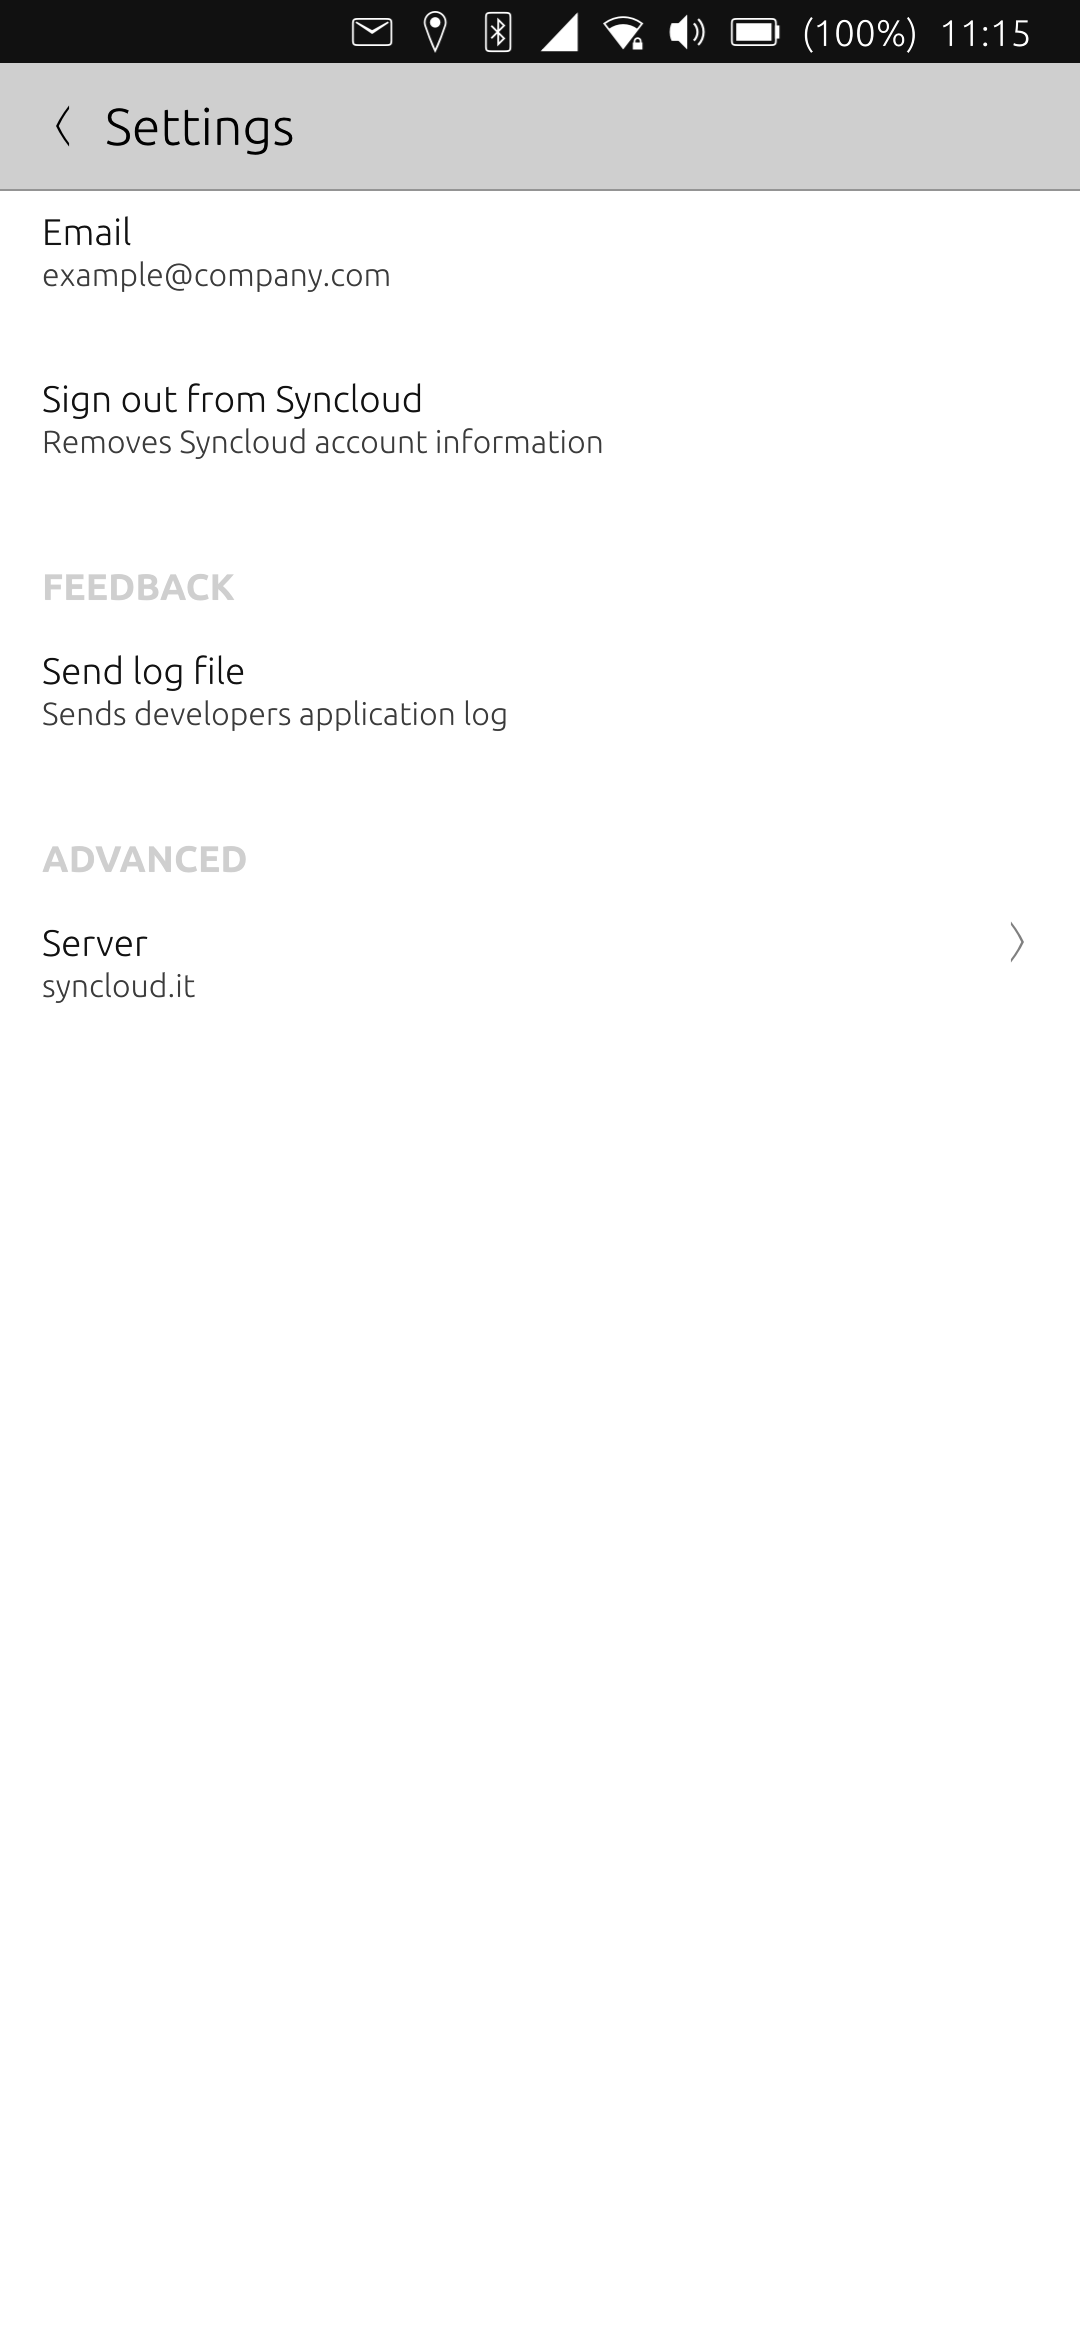 (100%) 11:15
Settings
Email
example@company.com
Sign out from Syncloud
Removes Syncloud account information
FEEDBACK
Send log file
Sends developers application log
ADVANCED
Server
syncloud.it